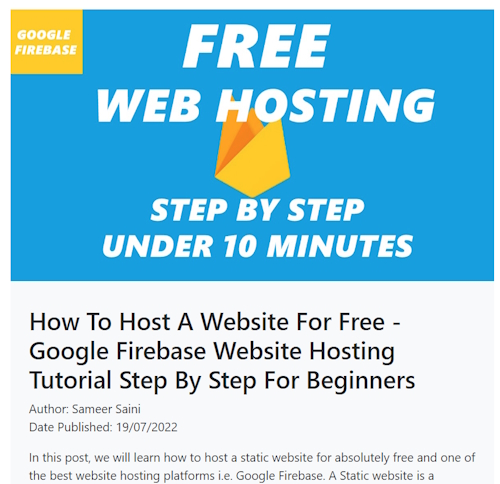 GOOGLE
FIREBASE
FREE
WEB HOSTING
STEP BY STEP
UNDER 10 MINUTES
How To Host A Website For Free -
Google Firebase Website Hosting
Tutorial Step By Step For Beginners
Author: Sameer Saini
Date Published: 19/07/2022
In this post, we will learn how to host a static website for absolutely free and one of
the best website hosting platforms i.e. Google Firebase. A Static website is a